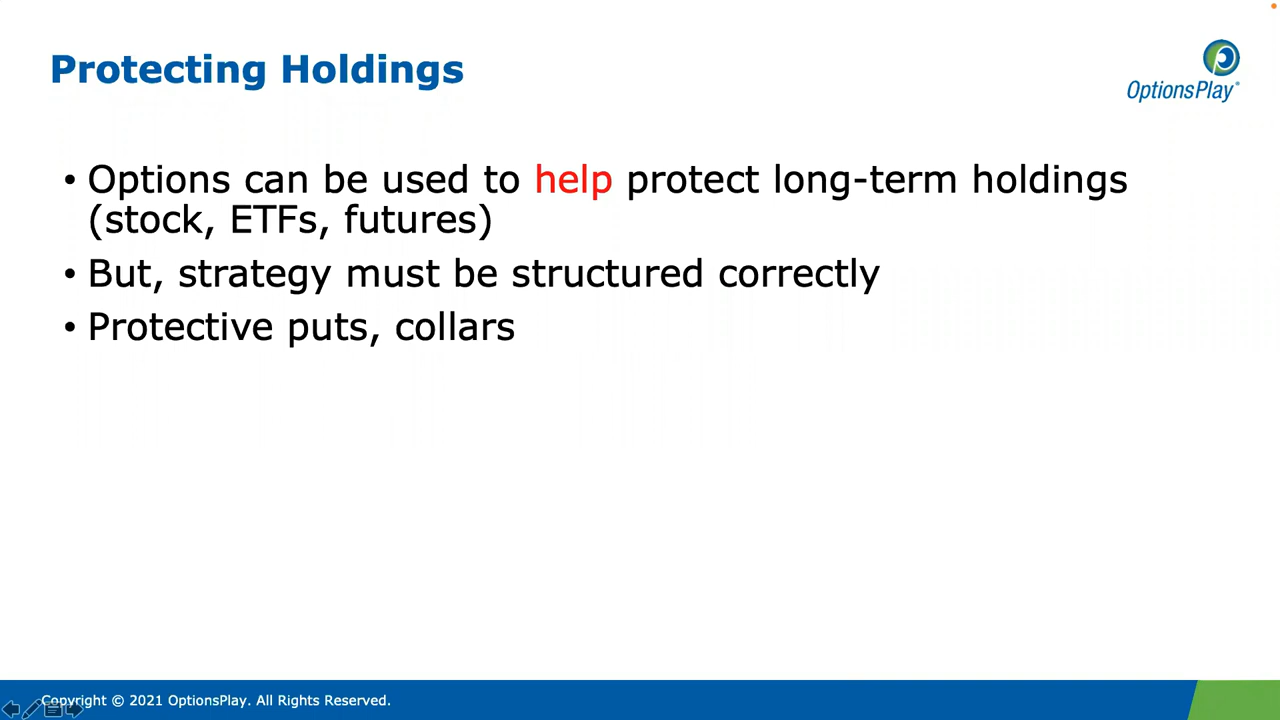 Protecting Holdings
OptionsPlay
• Options can be used to help protect long-term holdings
(stock, ETFs, futures)
• But, strategy must be structured correctly
• Protective puts, collars
Copyright © 2021 OptionsPlay. All Rights Reserved.